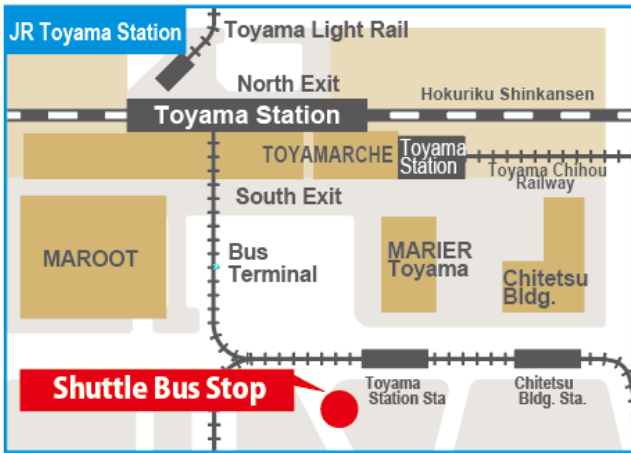 JR Toyama Station
Toyama Light Rail
North Exit
Hokuriku Shinkansen
Toyama Station
TOYAMARCHE
Toyama
Station
Toyama Chihou
Railway
South Exit
MAROOT
Bus
Terminal
MARIER
Toyama
Chitetsu
Bldg.
Shuttle Bus Stop
Toyama
Station Sta
Chitetsu
Bldg. Sta.